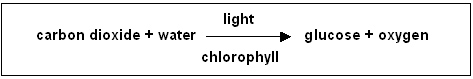 light
carbon dioxide + water glucose + oxygen
chlorophyll